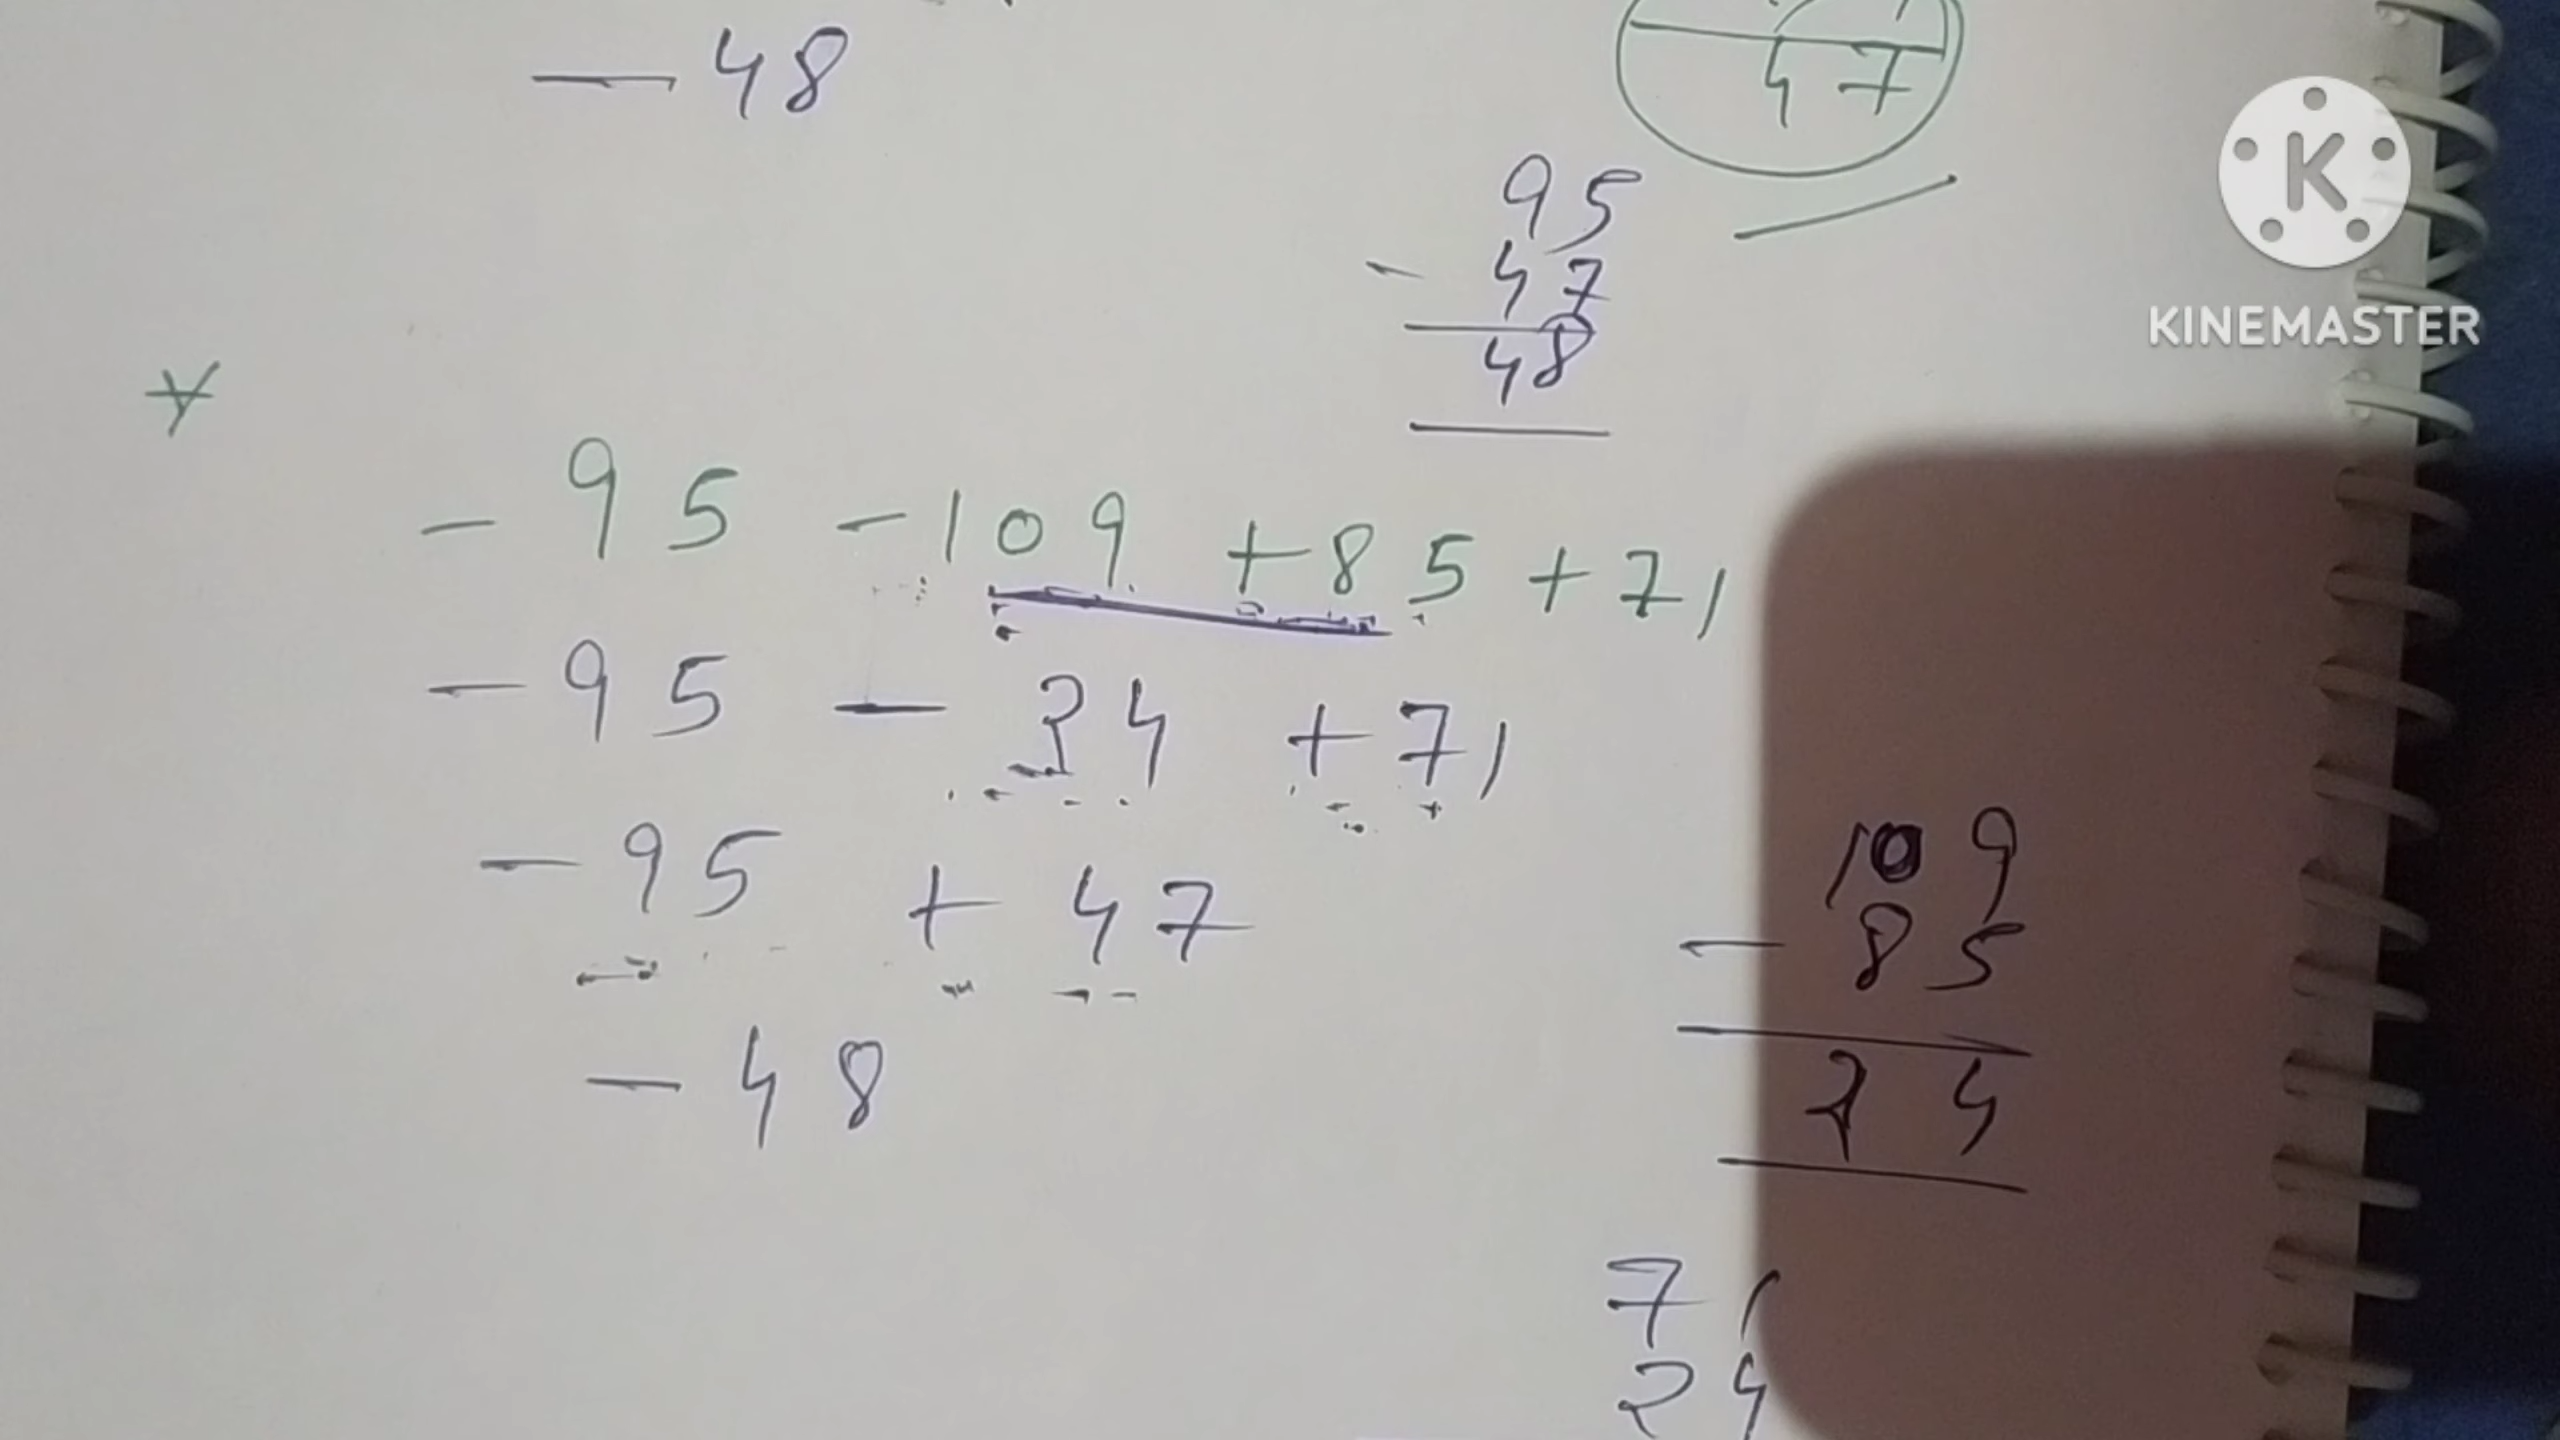 - 48
47
95
- 47
48
KINEMASTER
- 95 - 109 + 85 + 71
- 95 - 24 + 71
- 95 + 47
- 48
109
- 85
24
71
24